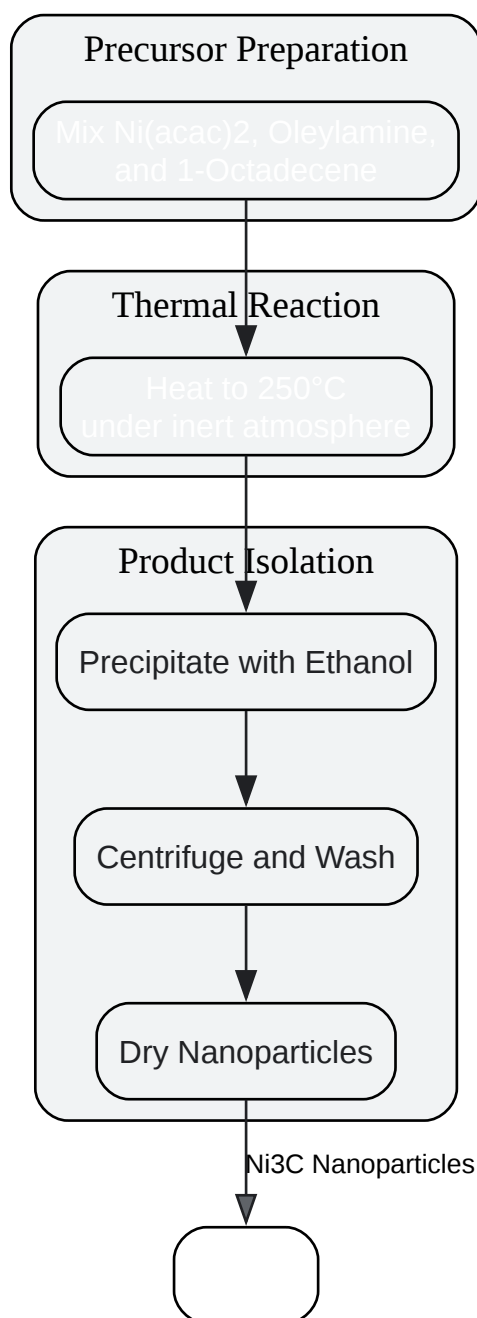 Precursor Preparation
Mix Ni(acac)2, Oleylamine,
and 1-Octadecene
Thermal Reaction
Heat to 250°C
under inert atmosphere
Product Isolation
Precipitate with Ethanol
Centrifuge and Wash
Dry Nanoparticles
Ni3C Nanoparticles